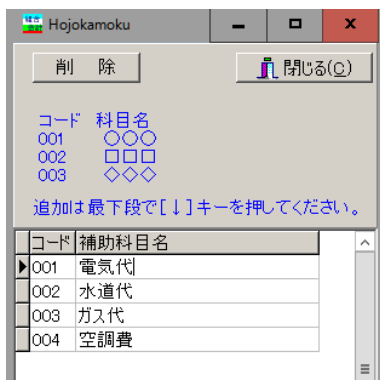 Hojokamoku
削 除
閉じる(C)
コード 科目名
001 ○○○
002 □□□
003 ◇◇◇
追加は最下段で[↓]キーを押してください。
コード 補助科目名
001 電気代
002 水道代
003 ガス代
004 空調費